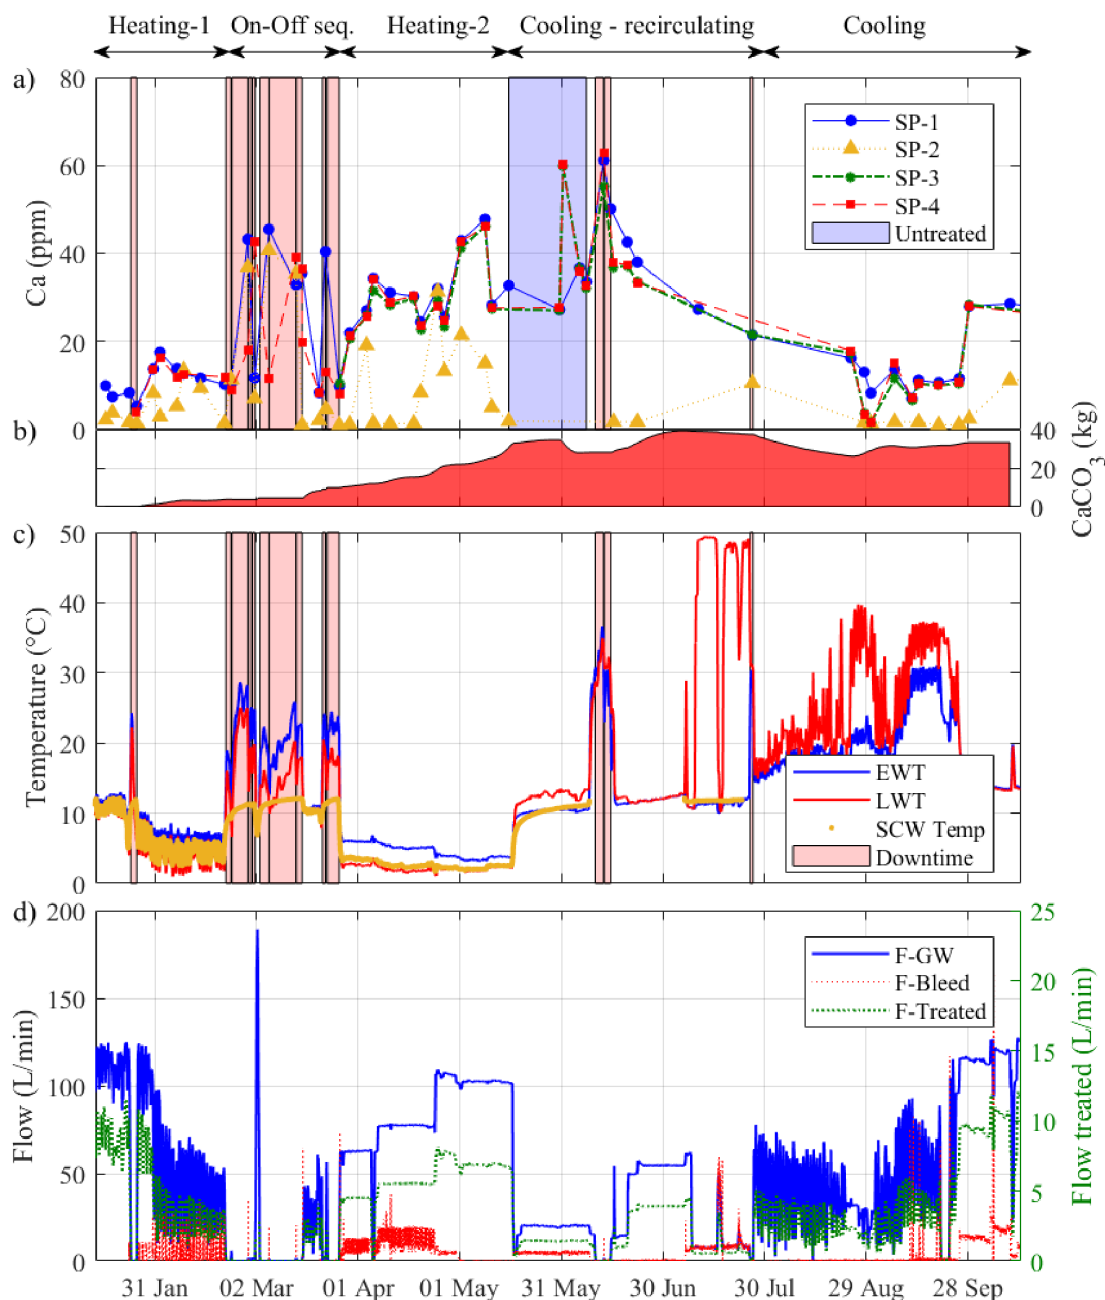 Heating-1 On-Off seq. Heating-2 Cooling - recirculating Cooling
a)
80
60
40
20
0
Ca (ppm)
SP-1
SP-2
SP-3
SP-4
Untreated
b)
40
20
0
CaCO3 (kg)
c)
50
40
30
20
10
0
Temperature (°C)
EWT
LWT
SCW Temp
Downtime
d)
200
150
100
50
0
Flow (L/min)
F-GW
F-Bleed
F-Treated
25
20
15
10
5
0
Flow treated (L/min)
31 Jan 02 Mar 01 Apr 01 May 31 May 30 Jun 30 Jul 29 Aug 28 Sep